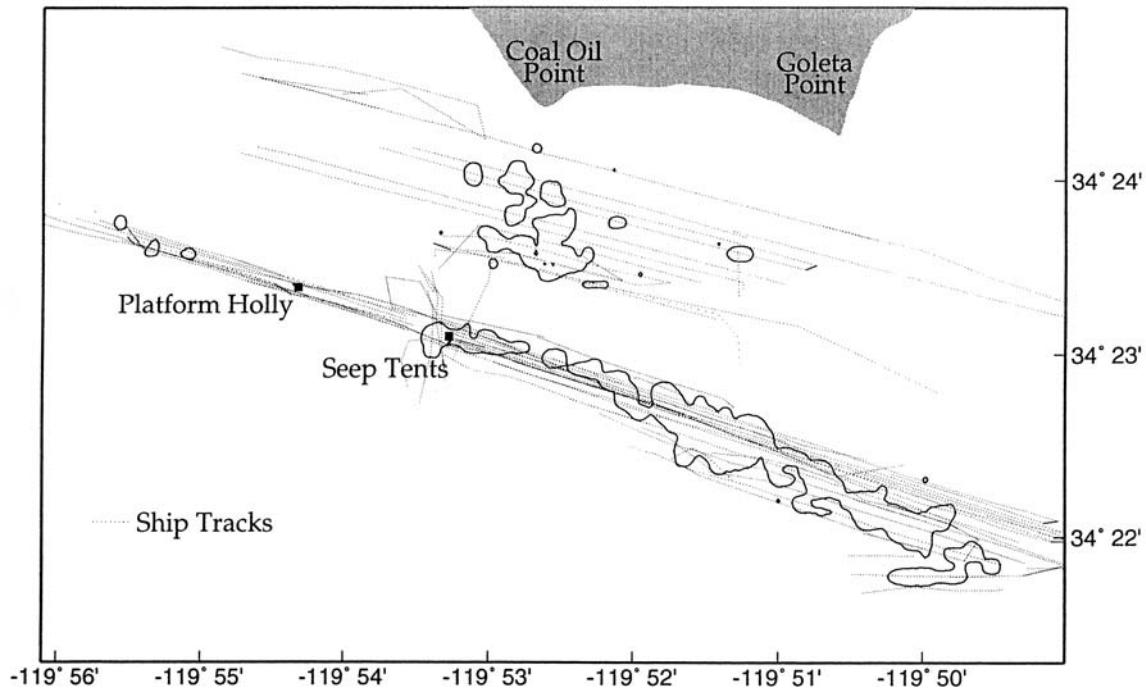 Coal Oil
Point
Goleta
Point
34° 24'
Platform Holly
34° 23'
Seep Tents
Ship Tracks
34° 22'
-119° 56'
-119° 55'
-119° 54'
-119° 53'
-119° 52'
-119° 51'
-119° 50'